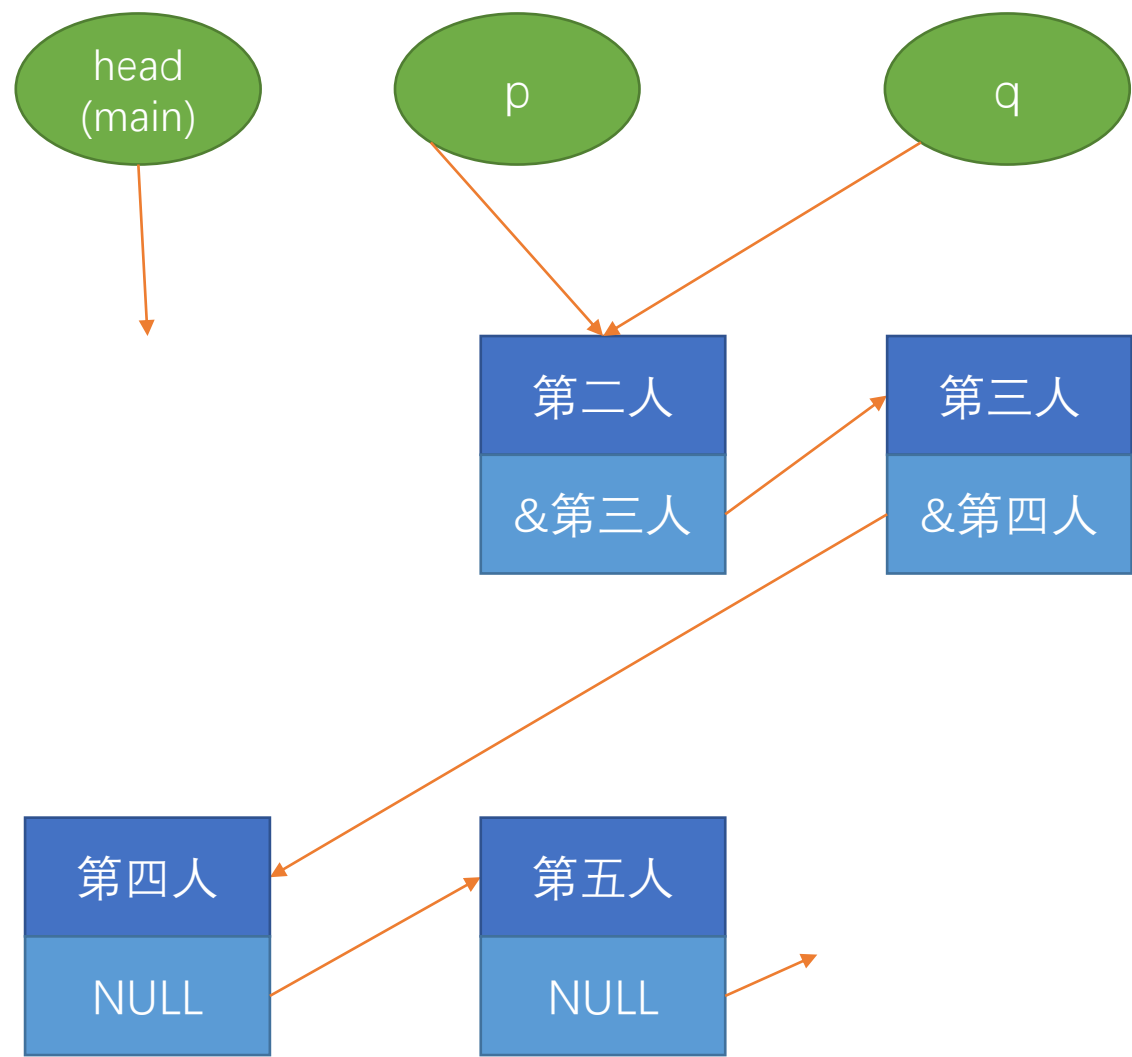 head
(main)
p
q
第二人
第三人
&第三人
&第四人
第四人
第五人
NULL
NULL